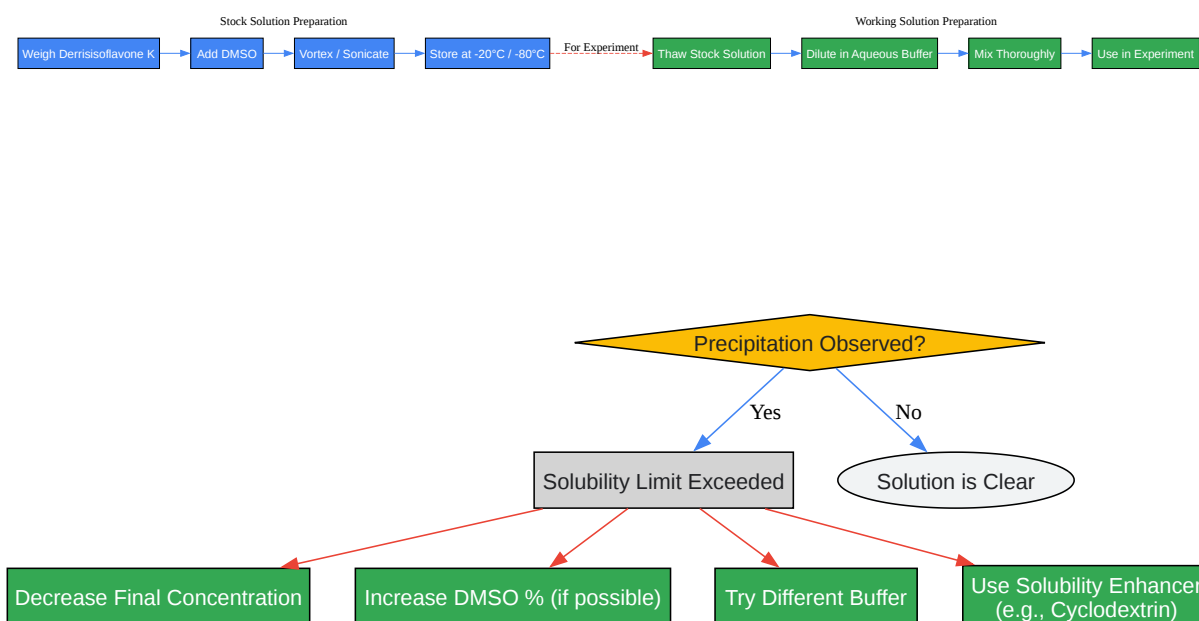 Stock Solution Preparation
Working Solution Preparation
Weigh Derrisisoflavone K
Add DMSO
Vortex / Sonicate
Store at -20°C / -80°C
For Experiment
Thaw Stock Solution
Dilute in Aqueous Buffer
Mix Thoroughly
Use in Experiment
Precipitation Observed?
Yes
No
Solubility Limit Exceeded
Solution is Clear
Decrease Final Concentration
Increase DMSO % (if possible)
Try Different Buffer
Use Solubility Enhancer
(e.g., Cyclodextrin)